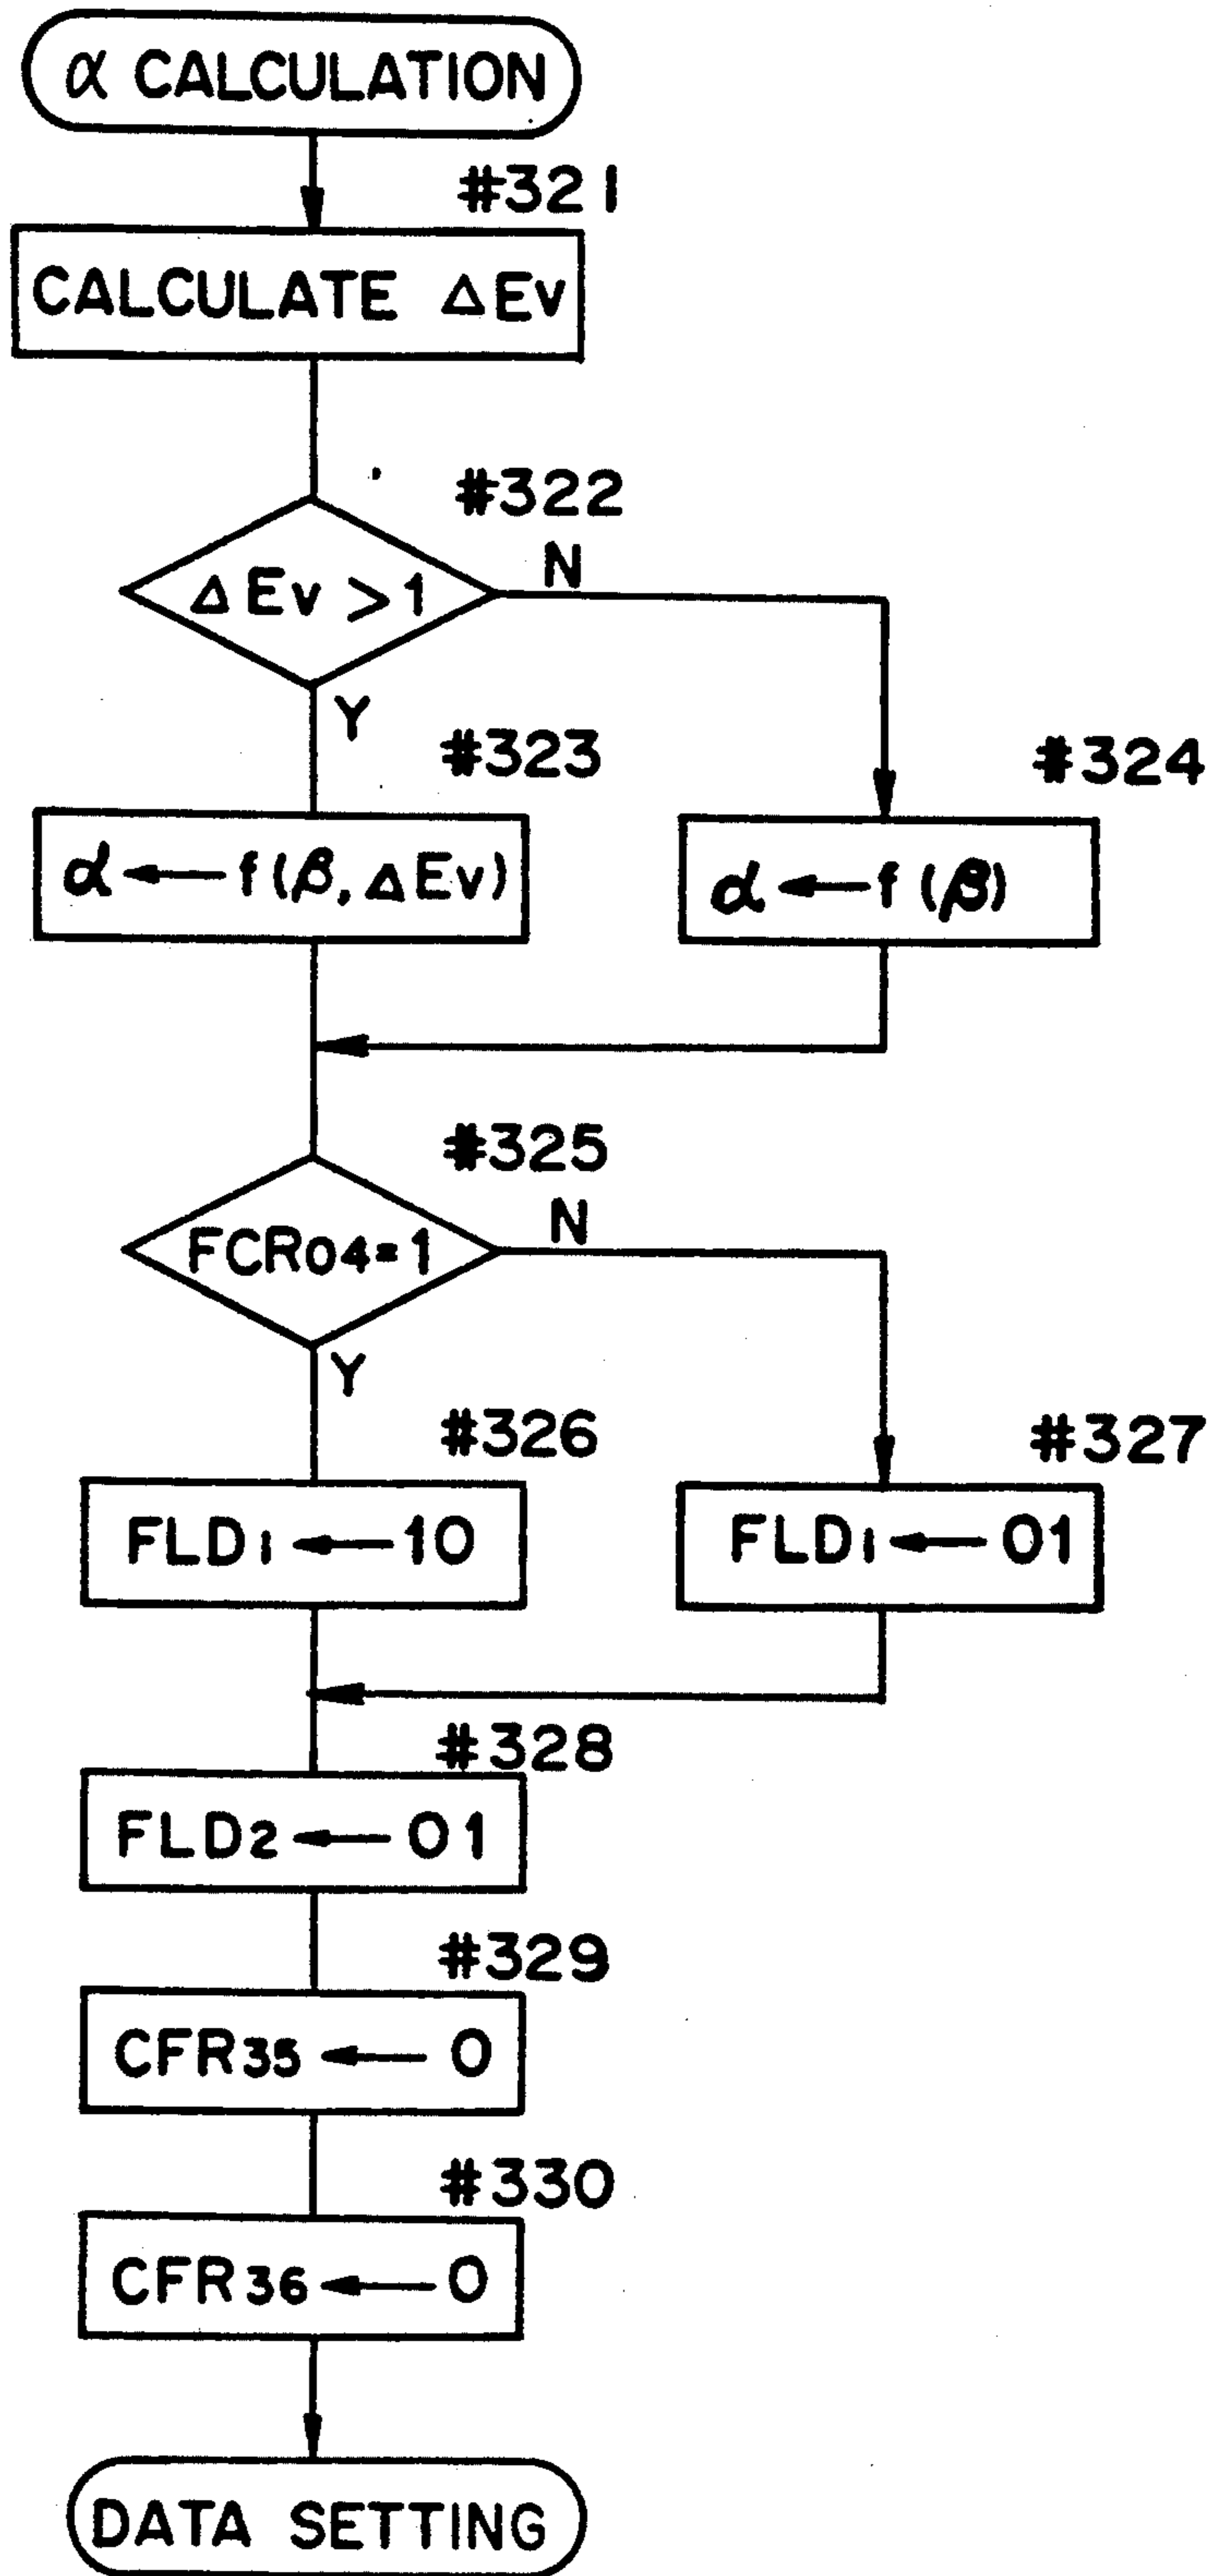 α CALCULATION
#321
CALCULATE ΔEv
#322
ΔEv > 1
N
Y
#323
#324
α ← f(β, ΔEv)
α ← f(β)
#325
FCR04=1
N
Y
#326
#327
FLD1 ← 10
FLD1 ← 01
#328
FLD2 ← 01
#329
CFR35 ← 0
#330
CFR36 ← 0
DATA SETTING